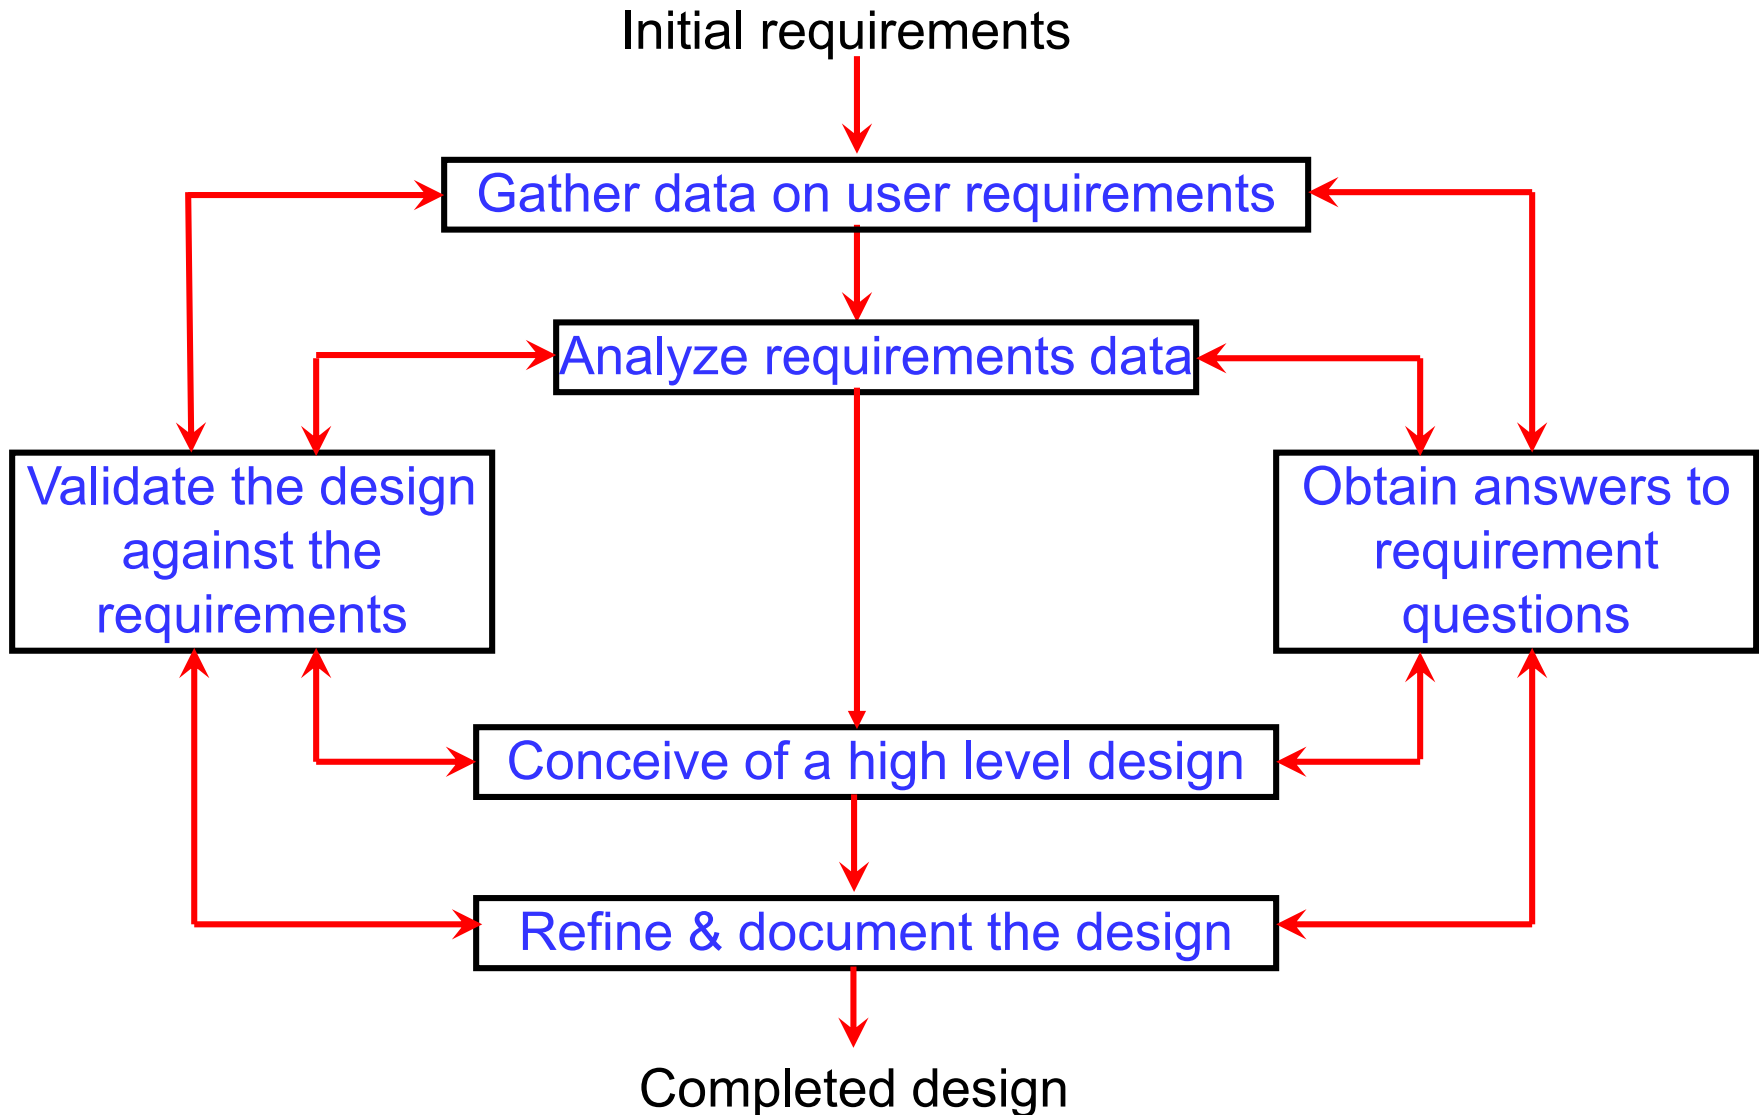 Initial requirements
Gather data on user requirements
Analyze requirements data
Validate the design
against the
requirements
Obtain answers to
requirement
questions
Conceive of a high level design
Refine & document the design
Completed design